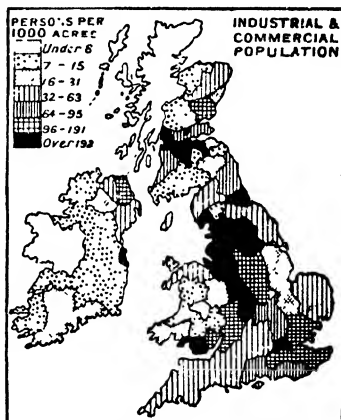 PERSONS PER
1000 ACRES
Under 6
7 - 15
16 - 31
32 - 63
64 - 95
96 - 191
Over 192
INDUSTRIAL &
COMMERCIAL
POPULATION